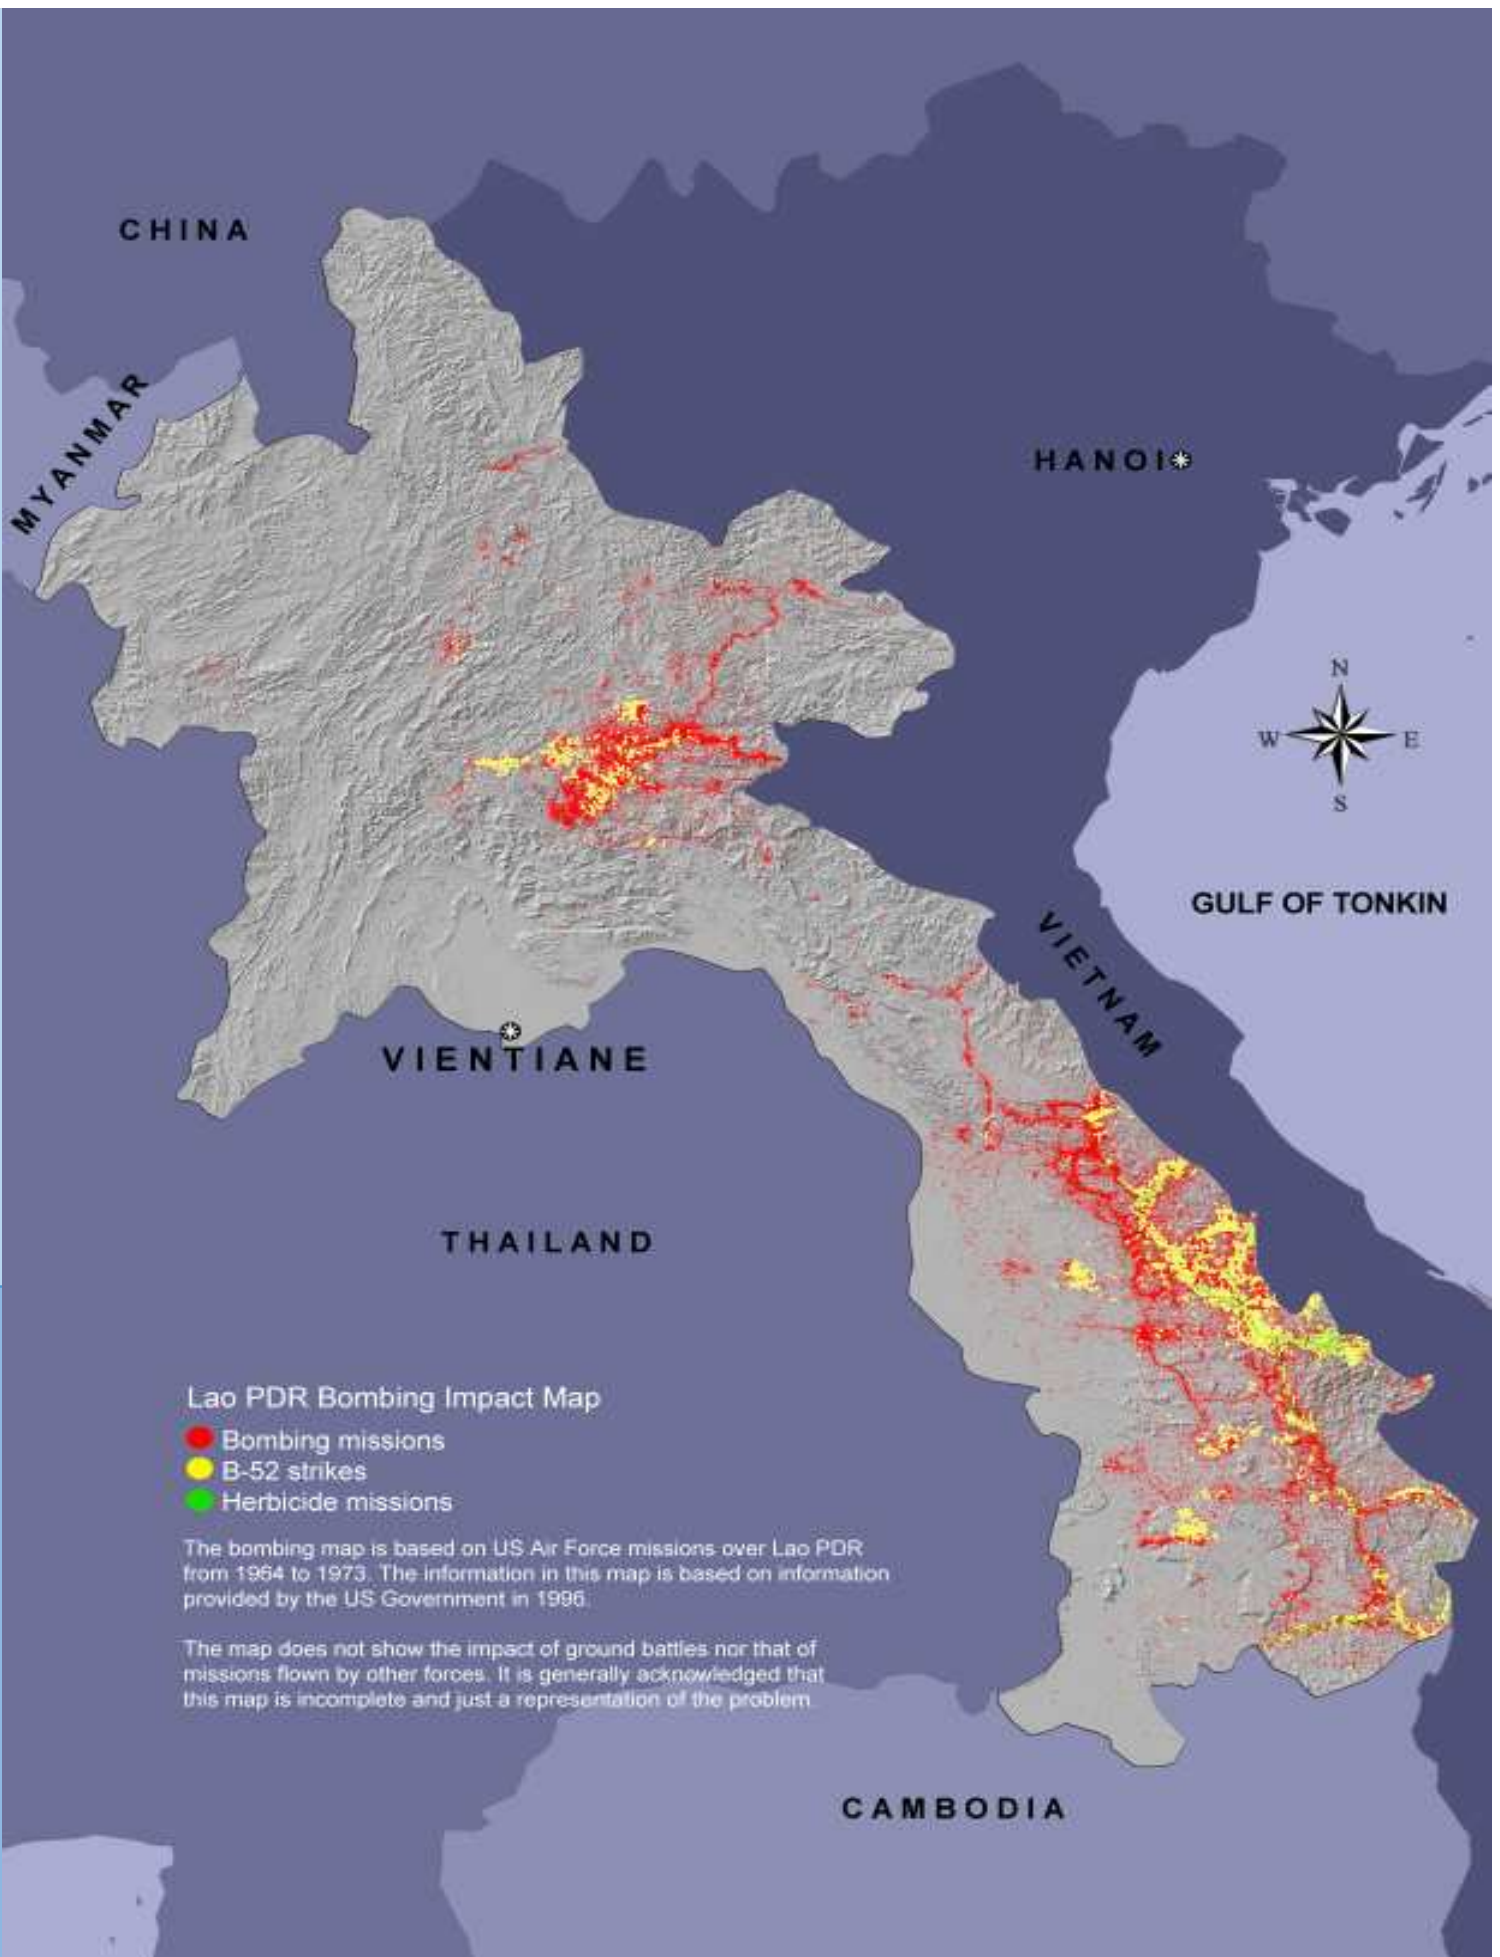 CHINA
MYANMAR
HANOI
N
W E
S
GULF OF TONKIN
VIETNAM
VIENTIANE
THAILAND
Lao PDR Bombing Impact Map
Bombing missions
B-52 strikes
Herbicide missions
The bombing map is based on US Air Force missions over Lao PDR
from 1964 to 1973. The information in this map is based on information
provided by the US Government in 1996.
The map does not show the impact of ground battles nor that of
missions flown by other forces. It is generally acknowledged that
this map is incomplete and just a representation of the problem
CAMBODIA